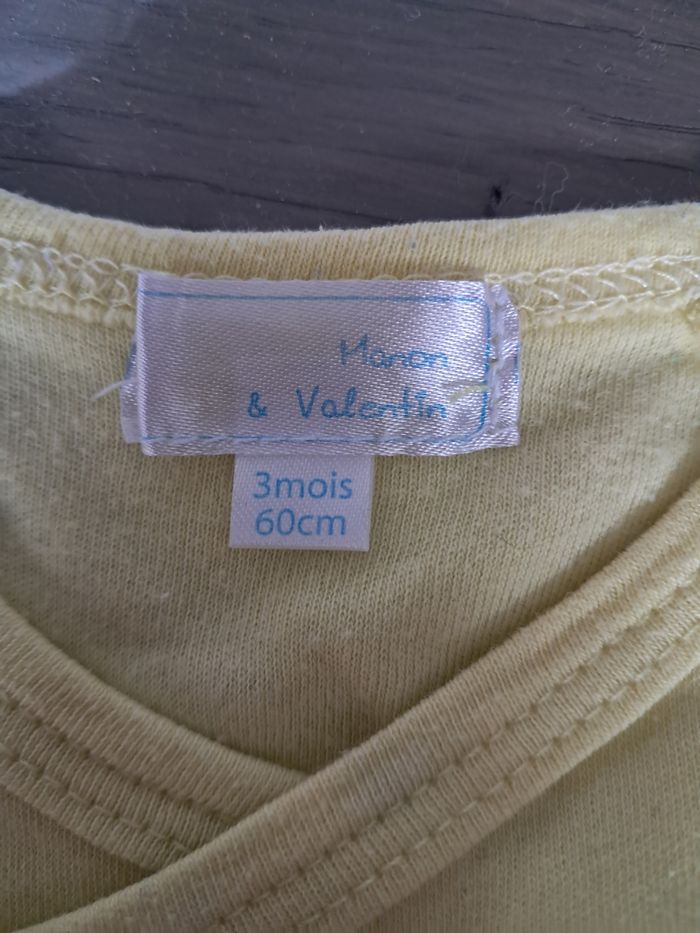 Manon
& Valentin
3mois
60cm